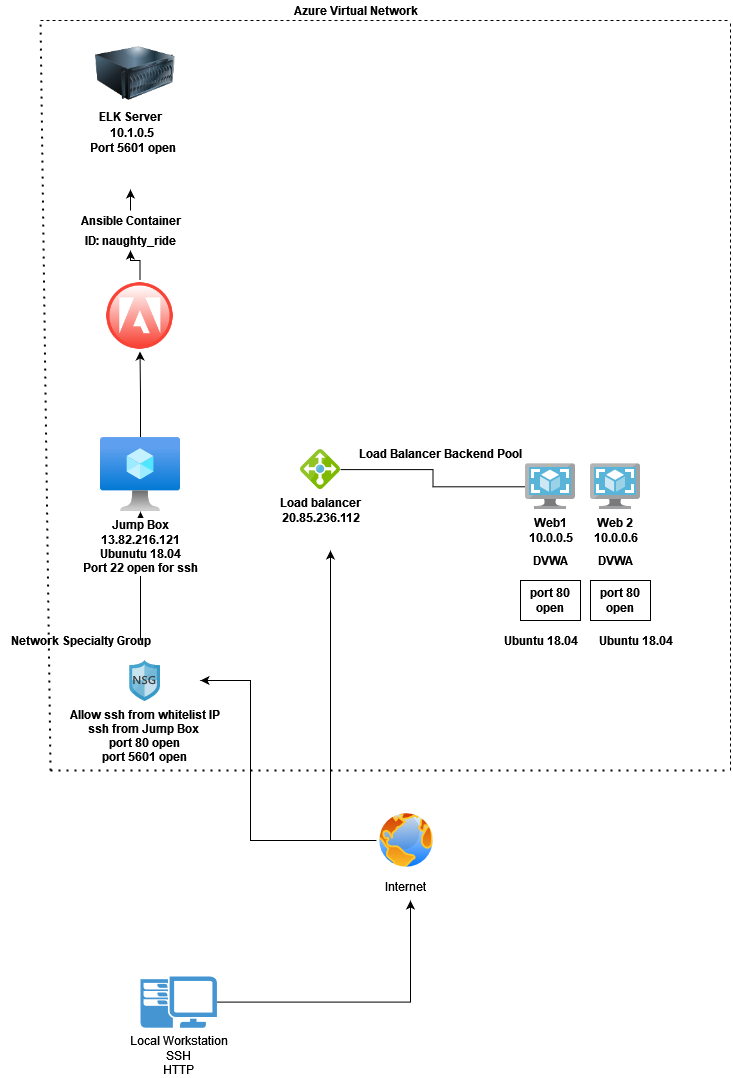 Azure Virtual Network
ELK Server
10.1.0.5
Port 5601 open
Ansible Container
ID: naughty_ride
Jump Box
13.82.216.121
Ubunutu 18.04
Port 22 open for ssh
Load Balancer Backend Pool
Load balancer
20.85.236.112
Web1
10.0.0.5
DVWA
port 80
open
Ubuntu 18.04
Web 2
10.0.0.6
DVWA
port 80
open
Ubuntu 18.04
Network Specialty Group
NSG
Allow ssh from whitelist IP
ssh from Jump Box
port 80 open
port 5601 open
Internet
Local Workstation
SSH
HTTP